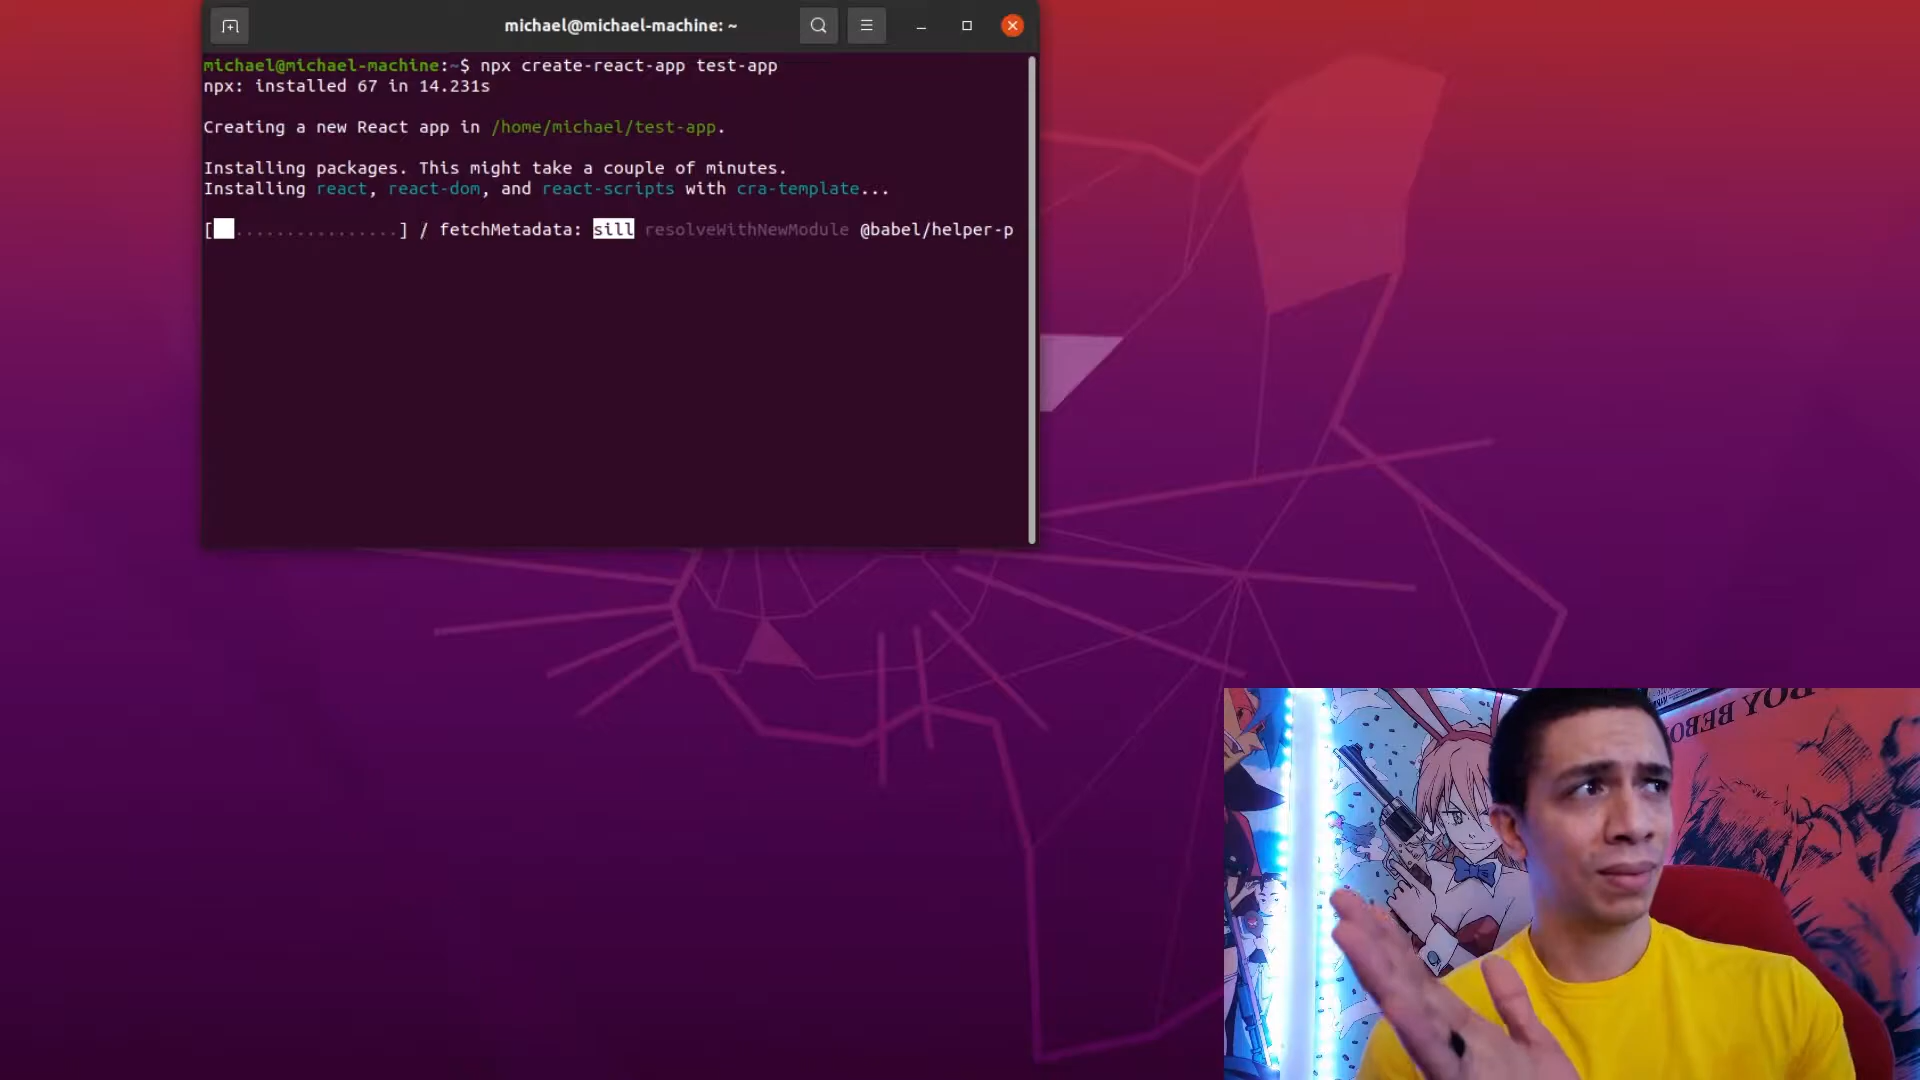 michael@michael-machine: ~
michael@michael-machine:~$ npx create-react-app test-app
npx: installed 67 in 14.231s
Creating a new React app in /home/michael/test-app.
Installing packages. This might take a couple of minutes.
Installing react, react-dom, and react-scripts with cra-template...
[ ................] / fetchMetadata: sill resolveWithNewModule @babel/helper-p
BOY BEBO